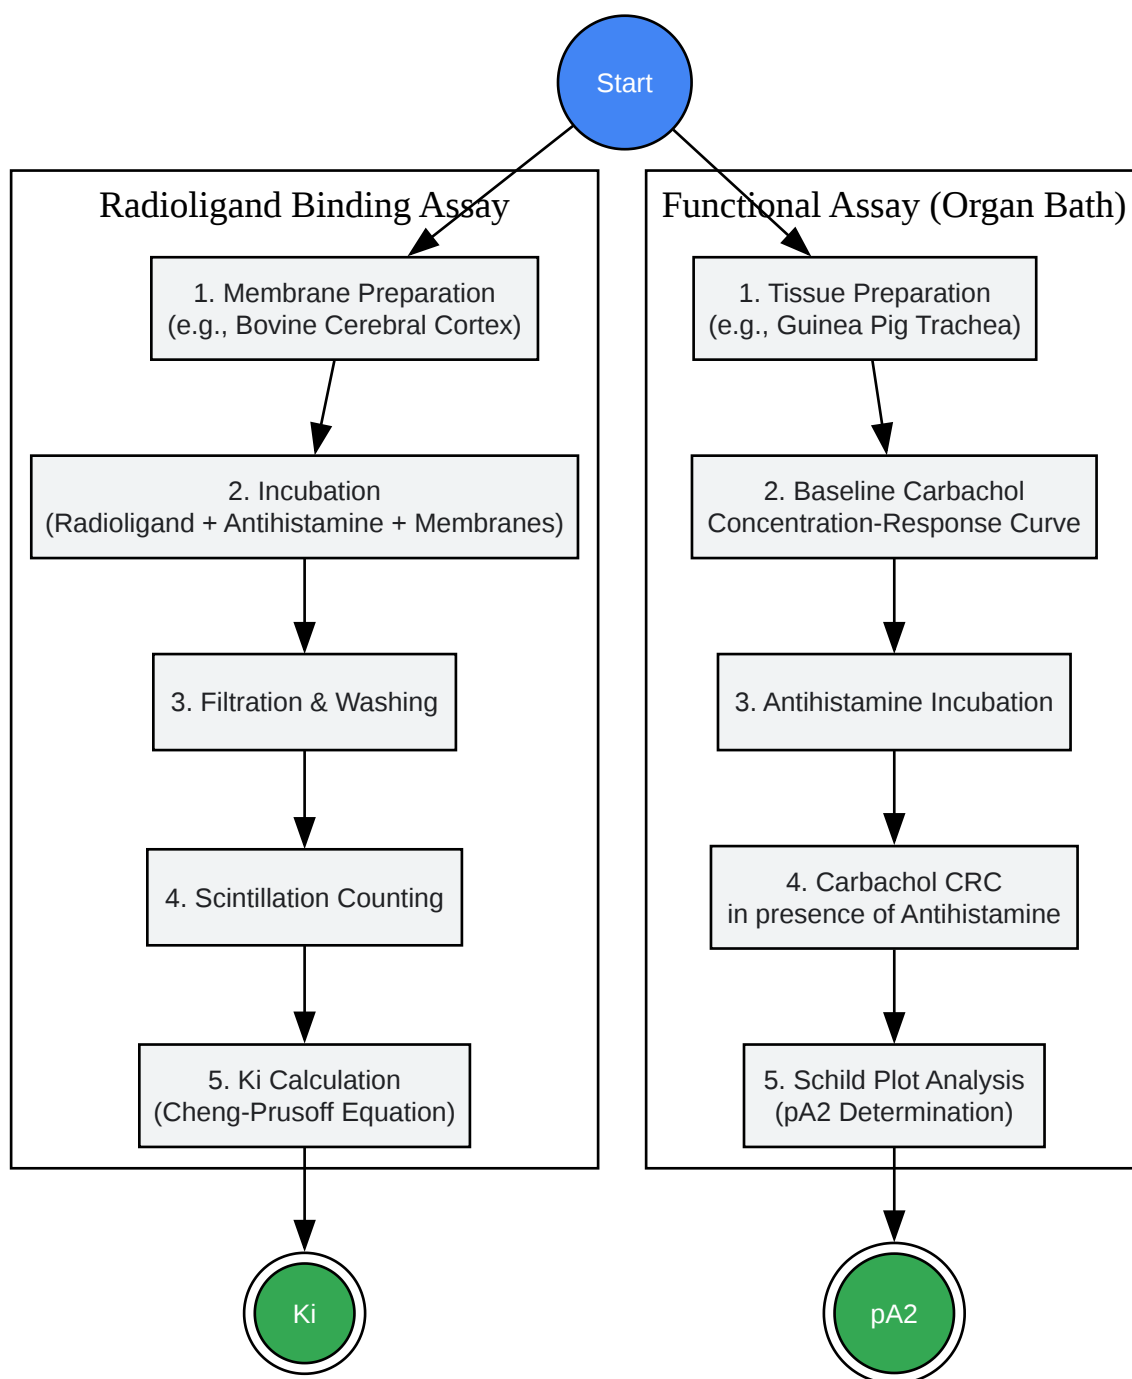 Start
Radioligand Binding Assay
1. Membrane Preparation
(e.g., Bovine Cerebral Cortex)
2. Incubation
(Radioligand + Antihistamine + Membranes)
3. Filtration & Washing
4. Scintillation Counting
5. Ki Calculation
(Cheng-Prusoff Equation)
Ki
Functional Assay (Organ Bath)
1. Tissue Preparation
(e.g., Guinea Pig Trachea)
2. Baseline Carbachol
Concentration-Response Curve
3. Antihistamine Incubation
4. Carbachol CRC
in presence of Antihistamine
5. Schild Plot Analysis
(pA2 Determination)
pA2